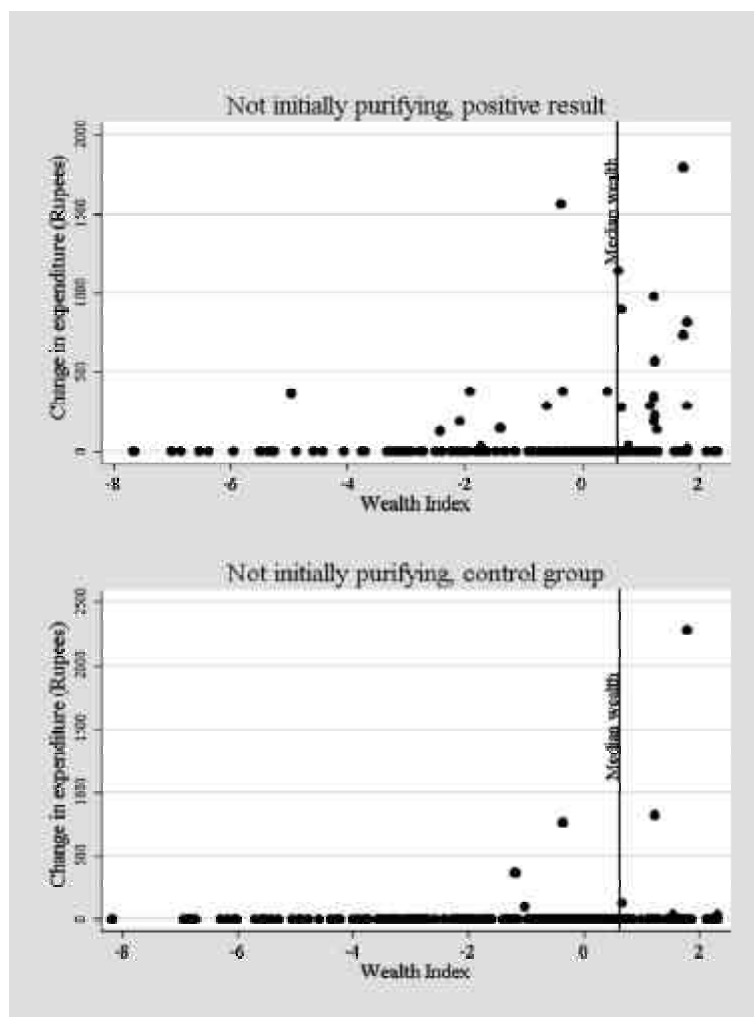 Not initially purifying, positive result
Change in expenditure (Rupees)
2000
1500
1000
500
0
Median wealth
-8 -6 -4 -2 0 2
Wealth Index
Not initially purifying, control group
Change in expenditure (Rupees)
2500
2000
1500
1000
500
0
Median wealth
-8 -6 -4 -2 0 2
Wealth Index